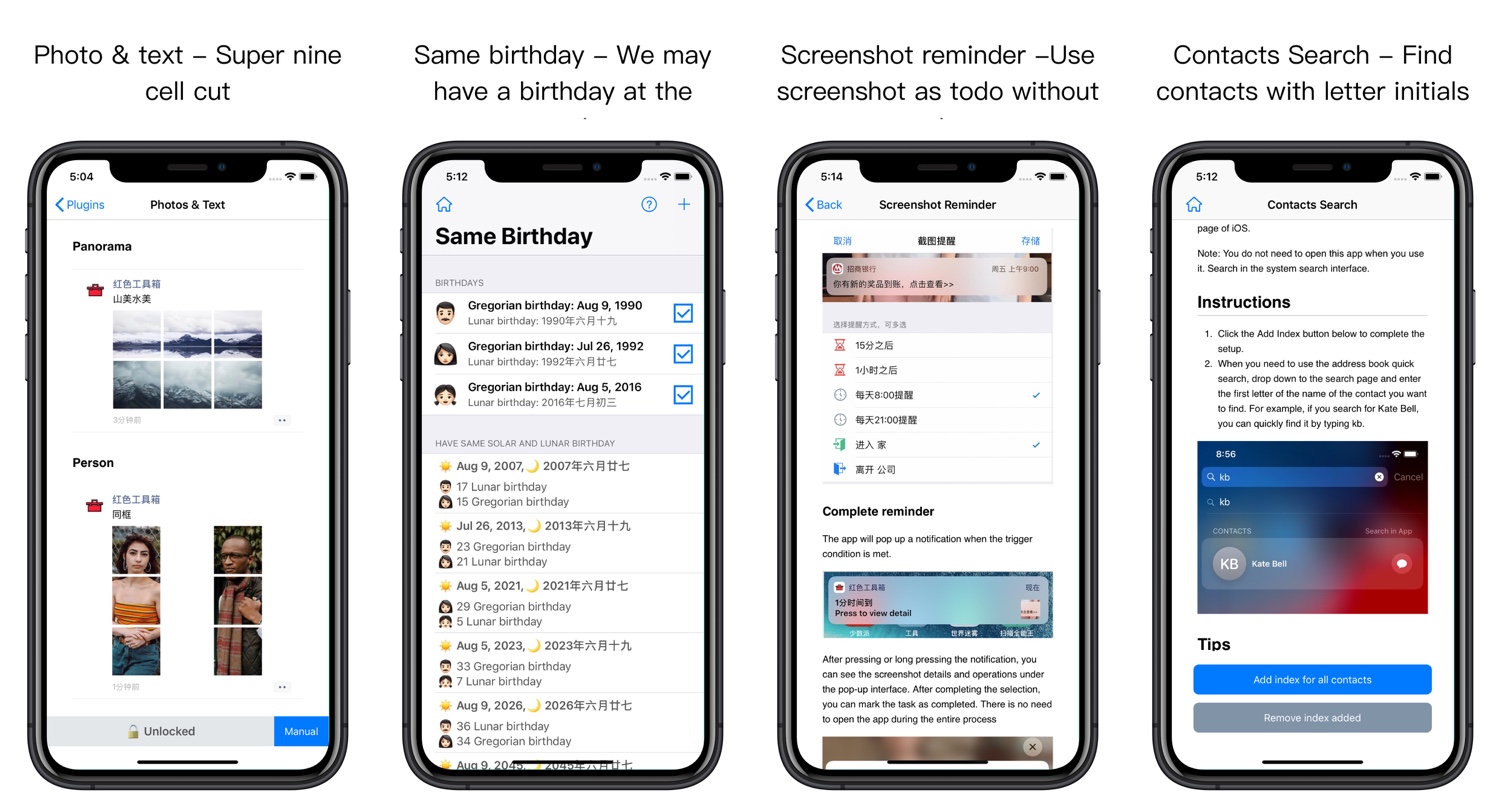 Photo & text – Super nine
cell cut
5:04
Plugins
Photos & Text
Panorama
红色工具箱
山美水美
3分钟前
Person
红色工具箱
同框
1分钟前
Unlocked
Manual
Same birthday – We may
have a birthday at the
5:12
Same Birthday
BIRTHDAYS
Gregorian birthday: Aug 9, 1990
Lunar birthday: 1990年六月十九
Gregorian birthday: Jul 26, 1992
Lunar birthday: 1992年六月廿七
Gregorian birthday: Aug 5, 2016
Lunar birthday: 2016年七月初三
HAVE SAME SOLAR AND LUNAR BIRTHDAY
☀️ Aug 9, 2007,🌙 2007年六月廿七
17 Lunar birthday
15 Gregorian birthday
☀️ Jul 26, 2013,🌙 2013年六月十九
23 Gregorian birthday
21 Lunar birthday
☀️ Aug 5, 2021,🌙 2021年六月廿七
29 Gregorian birthday
5 Lunar birthday
☀️ Aug 5, 2023,🌙 2023年六月十九
33 Gregorian birthday
7 Lunar birthday
☀️ Aug 9, 2026,🌙 2026年六月廿七
36 Lunar birthday
34 Gregorian birthday
☀️ Aug 9, 2045,🌙 2045年六月廿七
Screenshot reminder –Use
screenshot as todo without
5:14
Back
Screenshot Reminder
取消
截图提醒
存储
招商银行
周五 上午9:00
你有新的奖品到账，点击查看>>
选择提醒方式，可多选
15分之后
1小时之后
每天8:00提醒
每天21:00提醒
进入 家
离开 公司
Complete reminder
The app will pop up a notification when the trigger
condition is met.
红色工具箱
现在
1分时间到
Press to view detail
少数派
工具
世界迷雾
扫描全能王
After pressing or long pressing the notification, you
can see the screenshot details and operations under
the pop-up interface. After completing the selection,
you can mark the task as completed. There is no need
to open the app during the entire process
Contacts Search – Find
contacts with letter initials
5:12
Contacts Search
page of iOS.
Note: You do not need to open this app when you use
it. Search in the system search interface.
Instructions
1. Click the Add Index button below to complete the
setup.
2. When you need to use the address book quick
search, drop down to the search page and enter
the first letter of the name of the contact you want
to find. For example, if you search for Kate Bell,
you can quickly find it by typing kb.
8:56
kb
Cancel
kb
CONTACTS
Search in App
KB
Kate Bell
Tips
Add index for all contacts
Remove index added